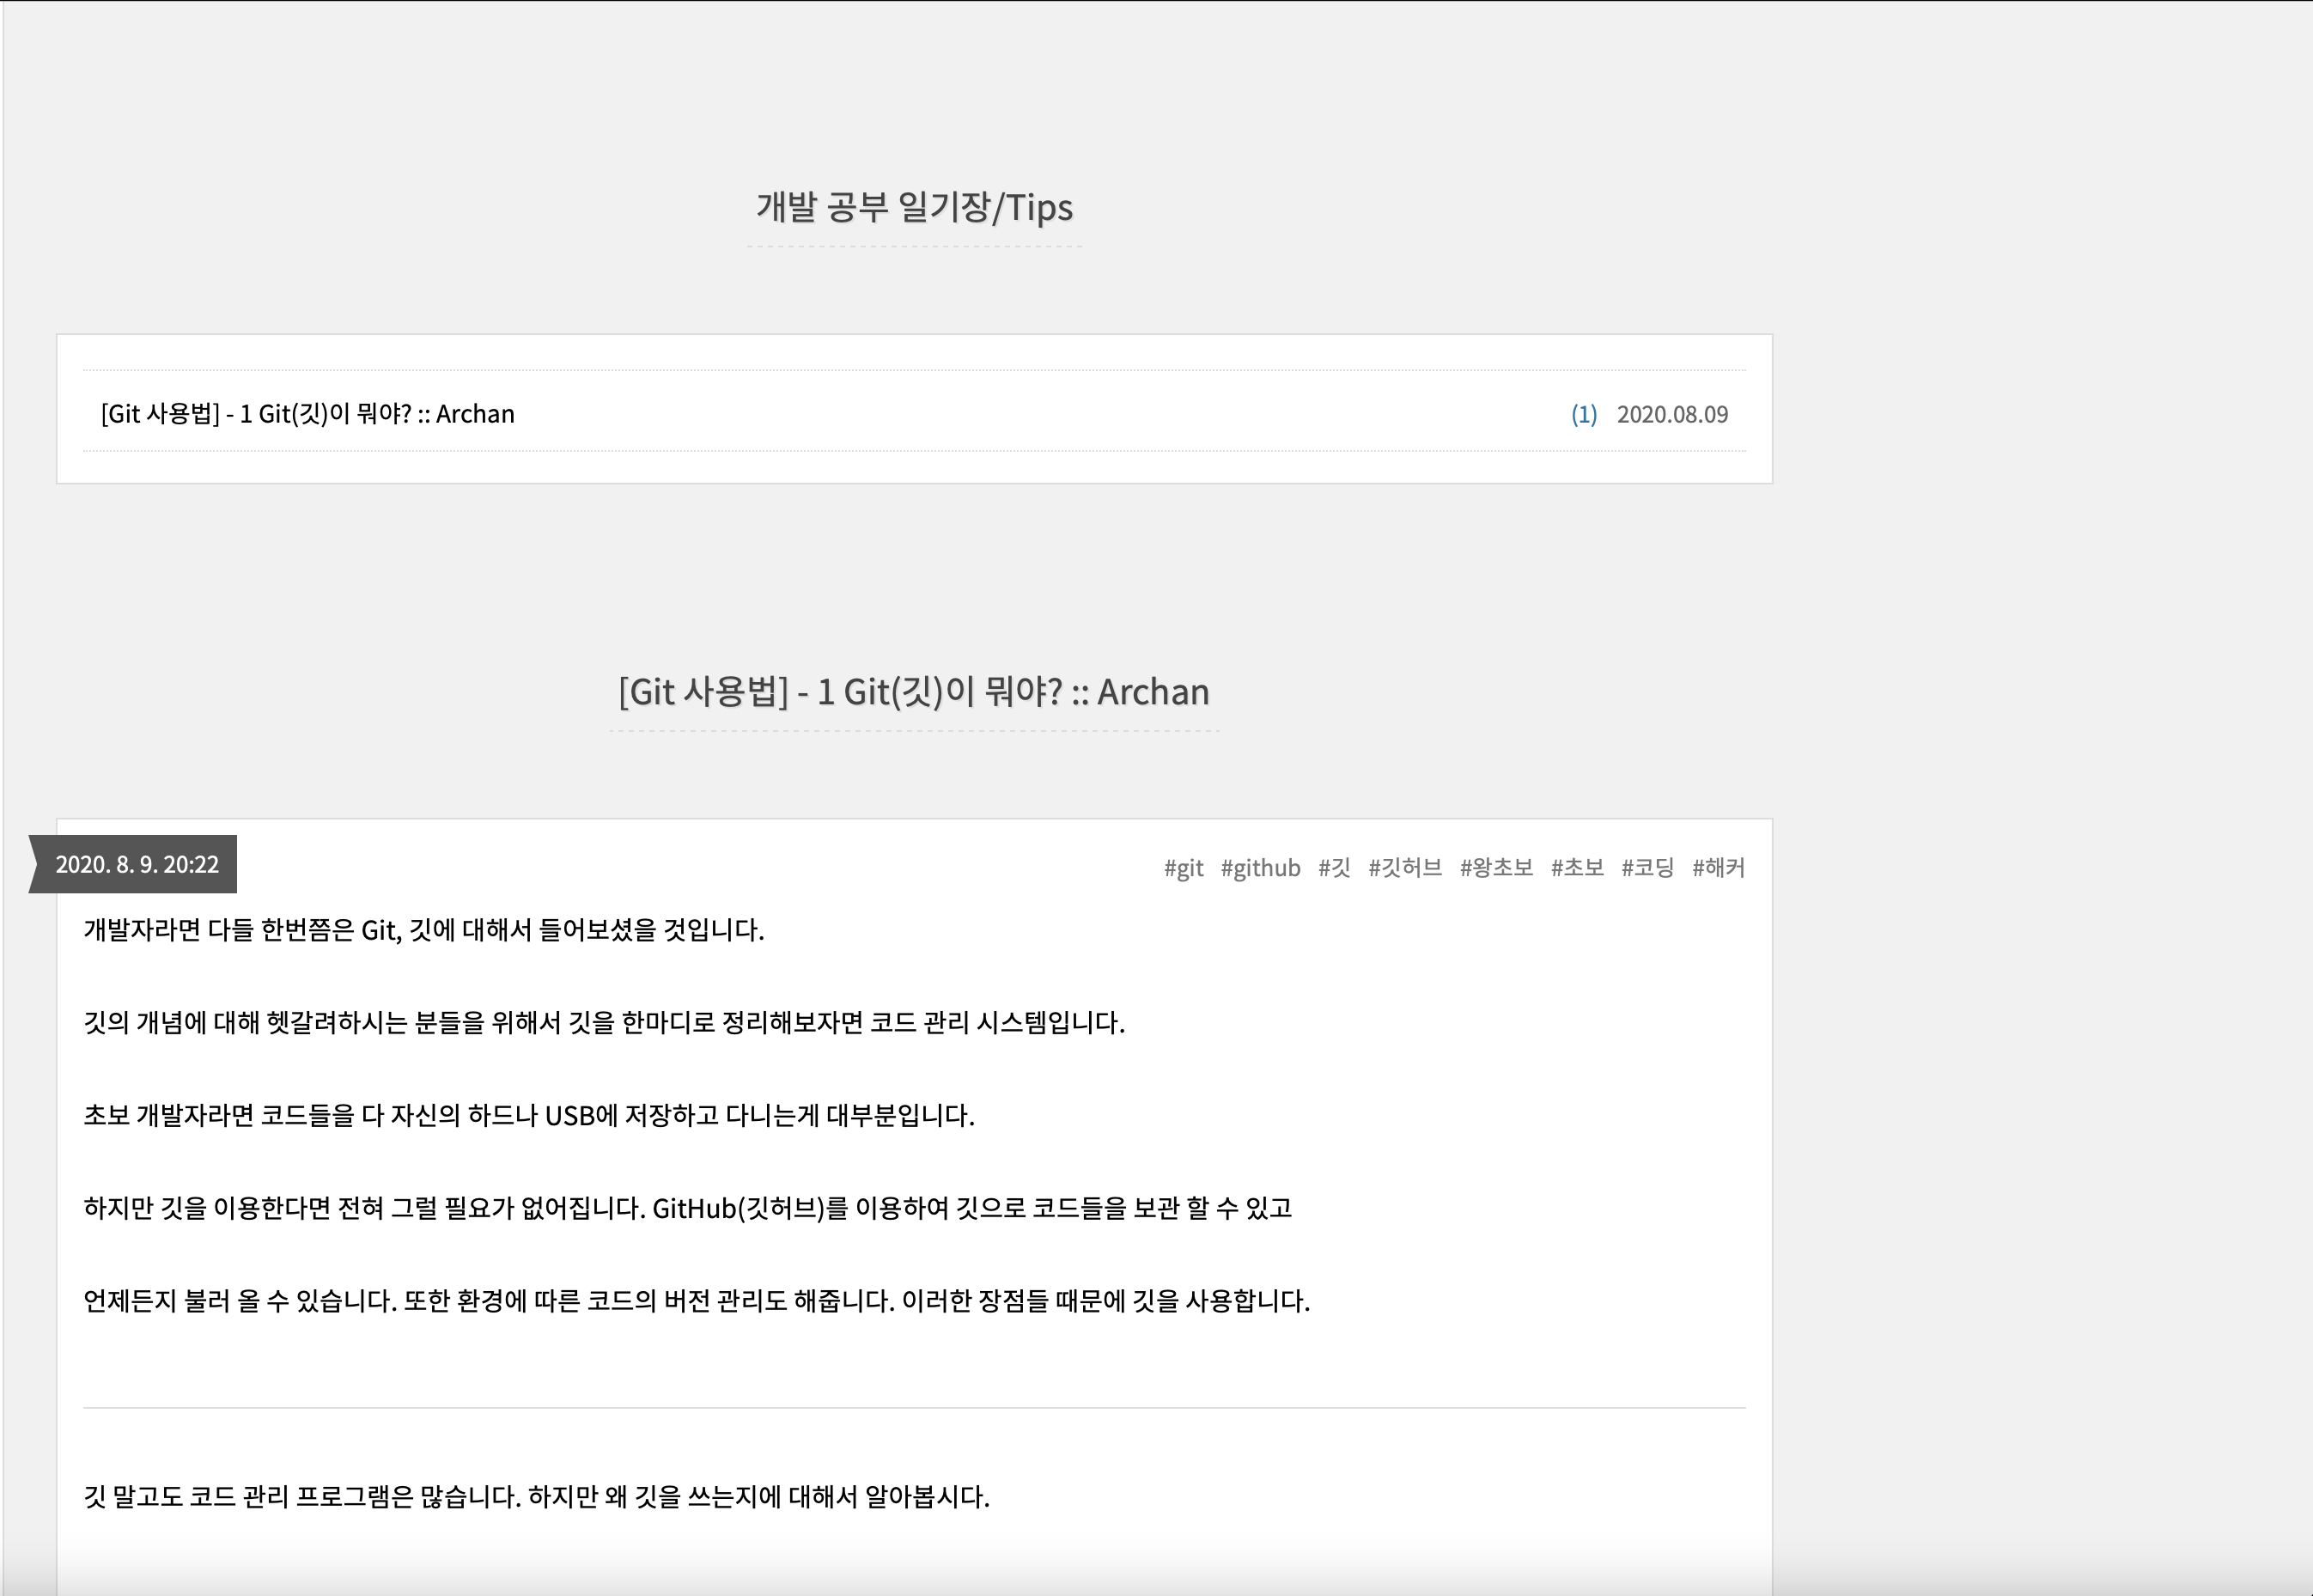 개발 공부 일기장/Tips
[Git 사용법] - 1 Git(깃)이 뭐야? :: Archan (1) 2020.08.09
[Git 사용법] - 1 Git(깃)이 뭐야? :: Archan
2020. 8. 9. 20:22
#git #github #깃 #깃허브 #왕초보 #초보 #코딩 #해커
개발자라면 다들 한번쯤은 Git, 깃에 대해서 들어보셨을 것입니다.
깃의 개념에 대해 헷갈려하시는 분들을 위해서 깃을 한마디로 정리해보자면 코드 관리 시스템입니다.
초보 개발자라면 코드들을 다 자신의 하드나 USB에 저장하고 다니는게 대부분입니다.
하지만 깃을 이용한다면 전혀 그럴 필요가 없어집니다. GitHub(깃허브)를 이용하여 깃으로 코드들을 보관 할 수 있고
언제든지 불러 올 수 있습니다. 또한 환경에 따른 코드의 버전 관리도 해줍니다. 이러한 장점들 때문에 깃을 사용합니다.
깃 말고도 코드 관리 프로그램은 많습니다. 하지만 왜 깃을 쓰는지에 대해서 알아봅시다.